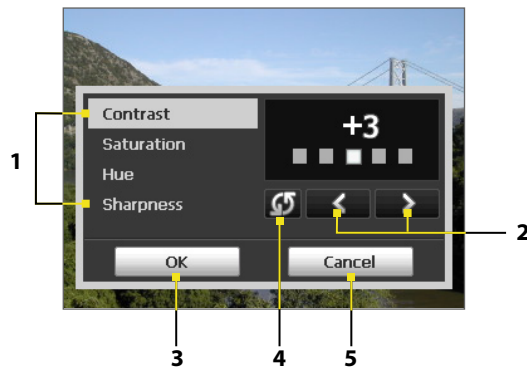 Contrast
+3
Saturation
Hue
1
Sharpness
2
OK
Cancel
3
4
5